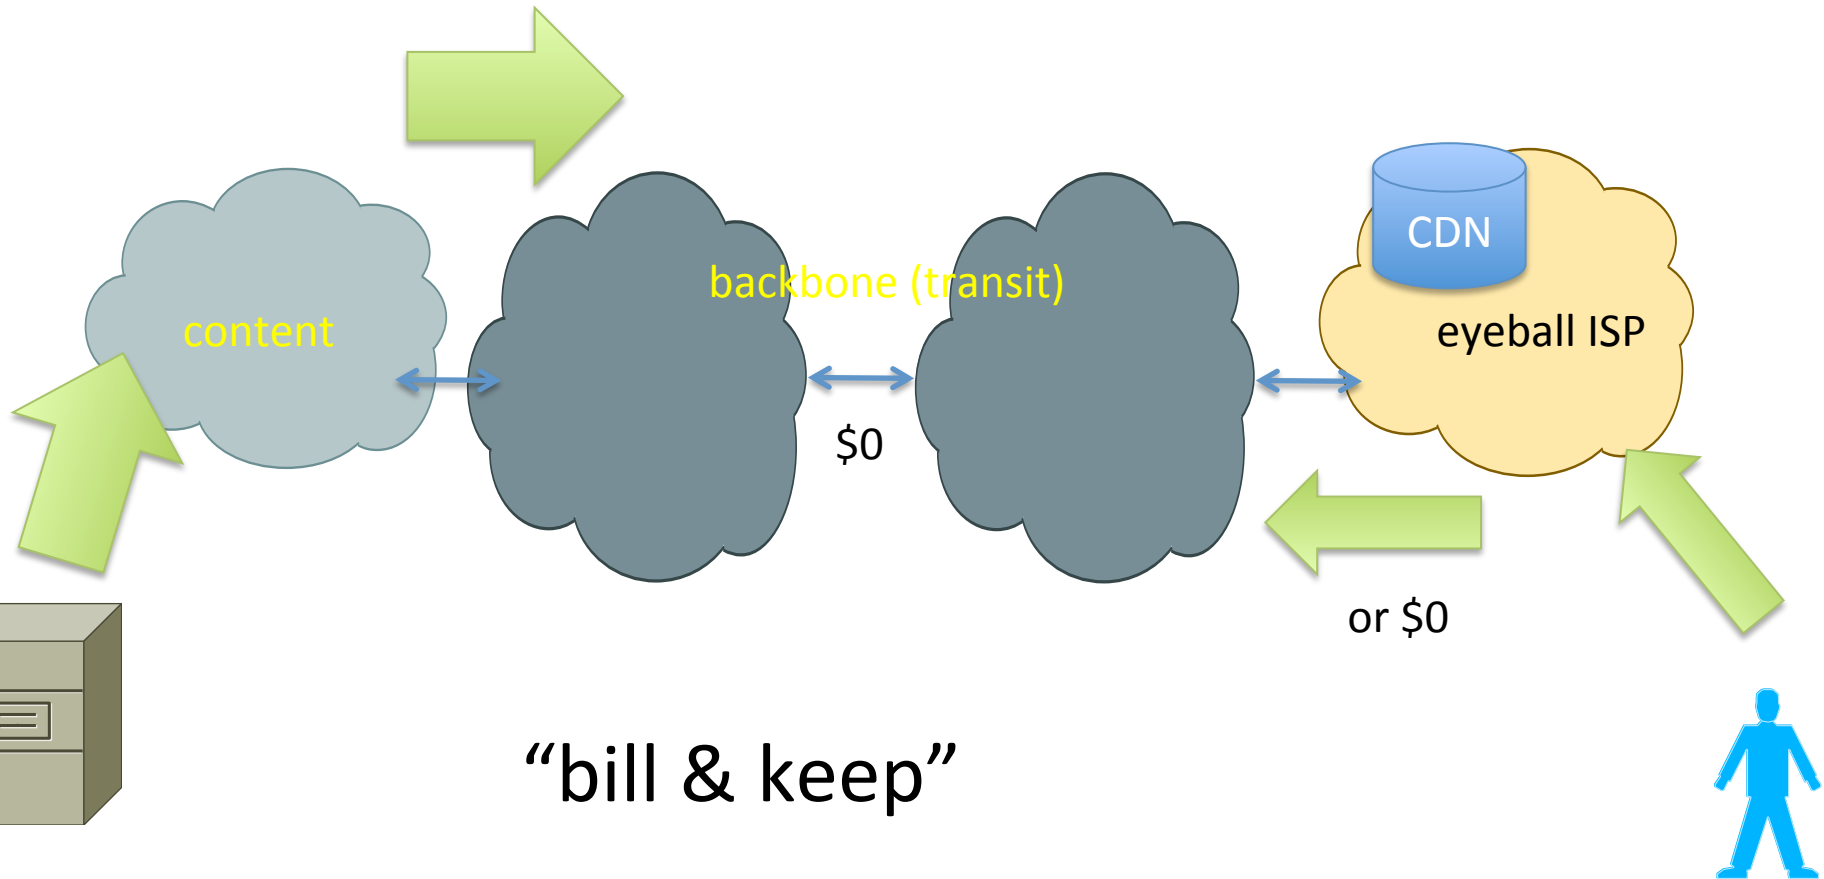 CDN
backbone (transit)
content
eyeball ISP
$0
or $0
“bill & keep”